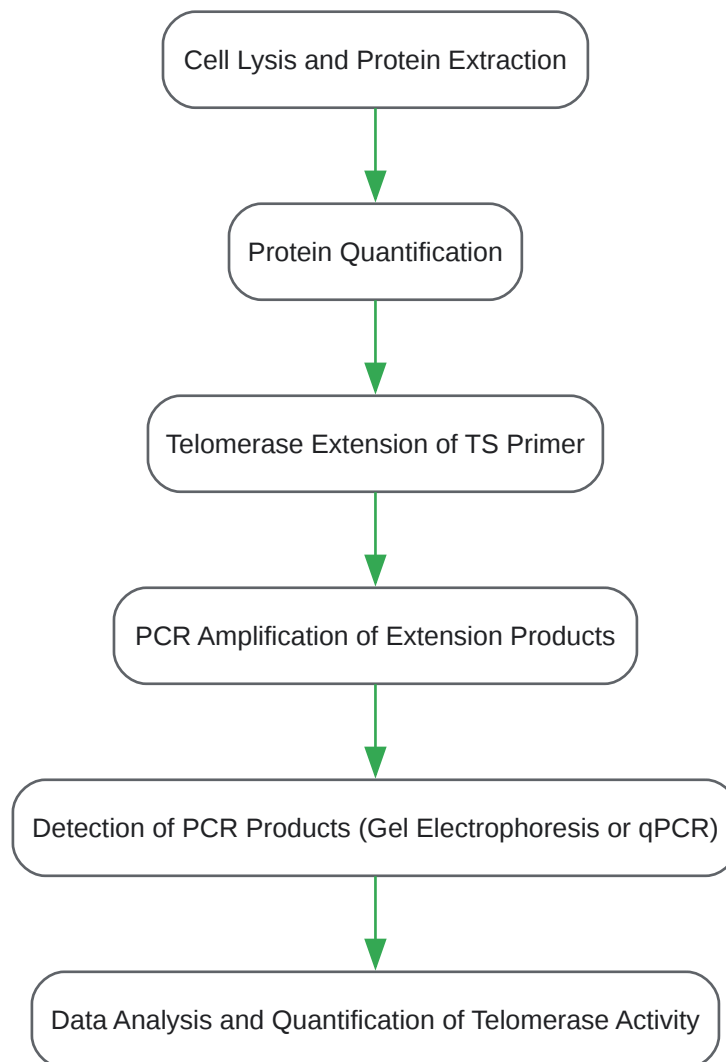 Cell Lysis and Protein Extraction
Protein Quantification
Telomerase Extension of TS Primer
PCR Amplification of Extension Products
Detection of PCR Products (Gel Electrophoresis or qPCR)
Data Analysis and Quantification of Telomerase Activity